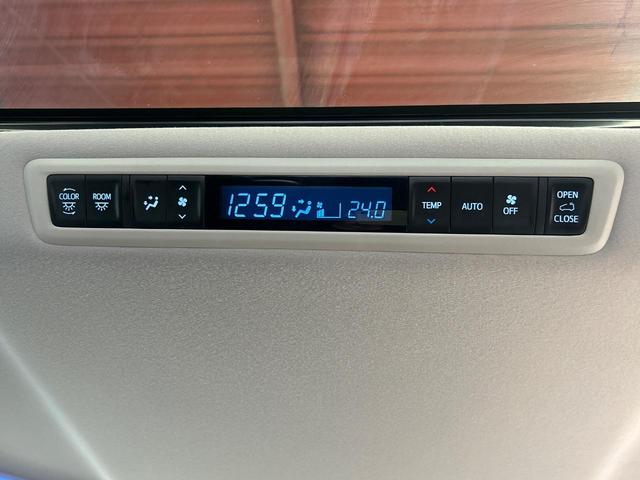 COLOR
ROOM
1259
24.0
TEMP
AUTO
OFF
OPEN
CLOSE